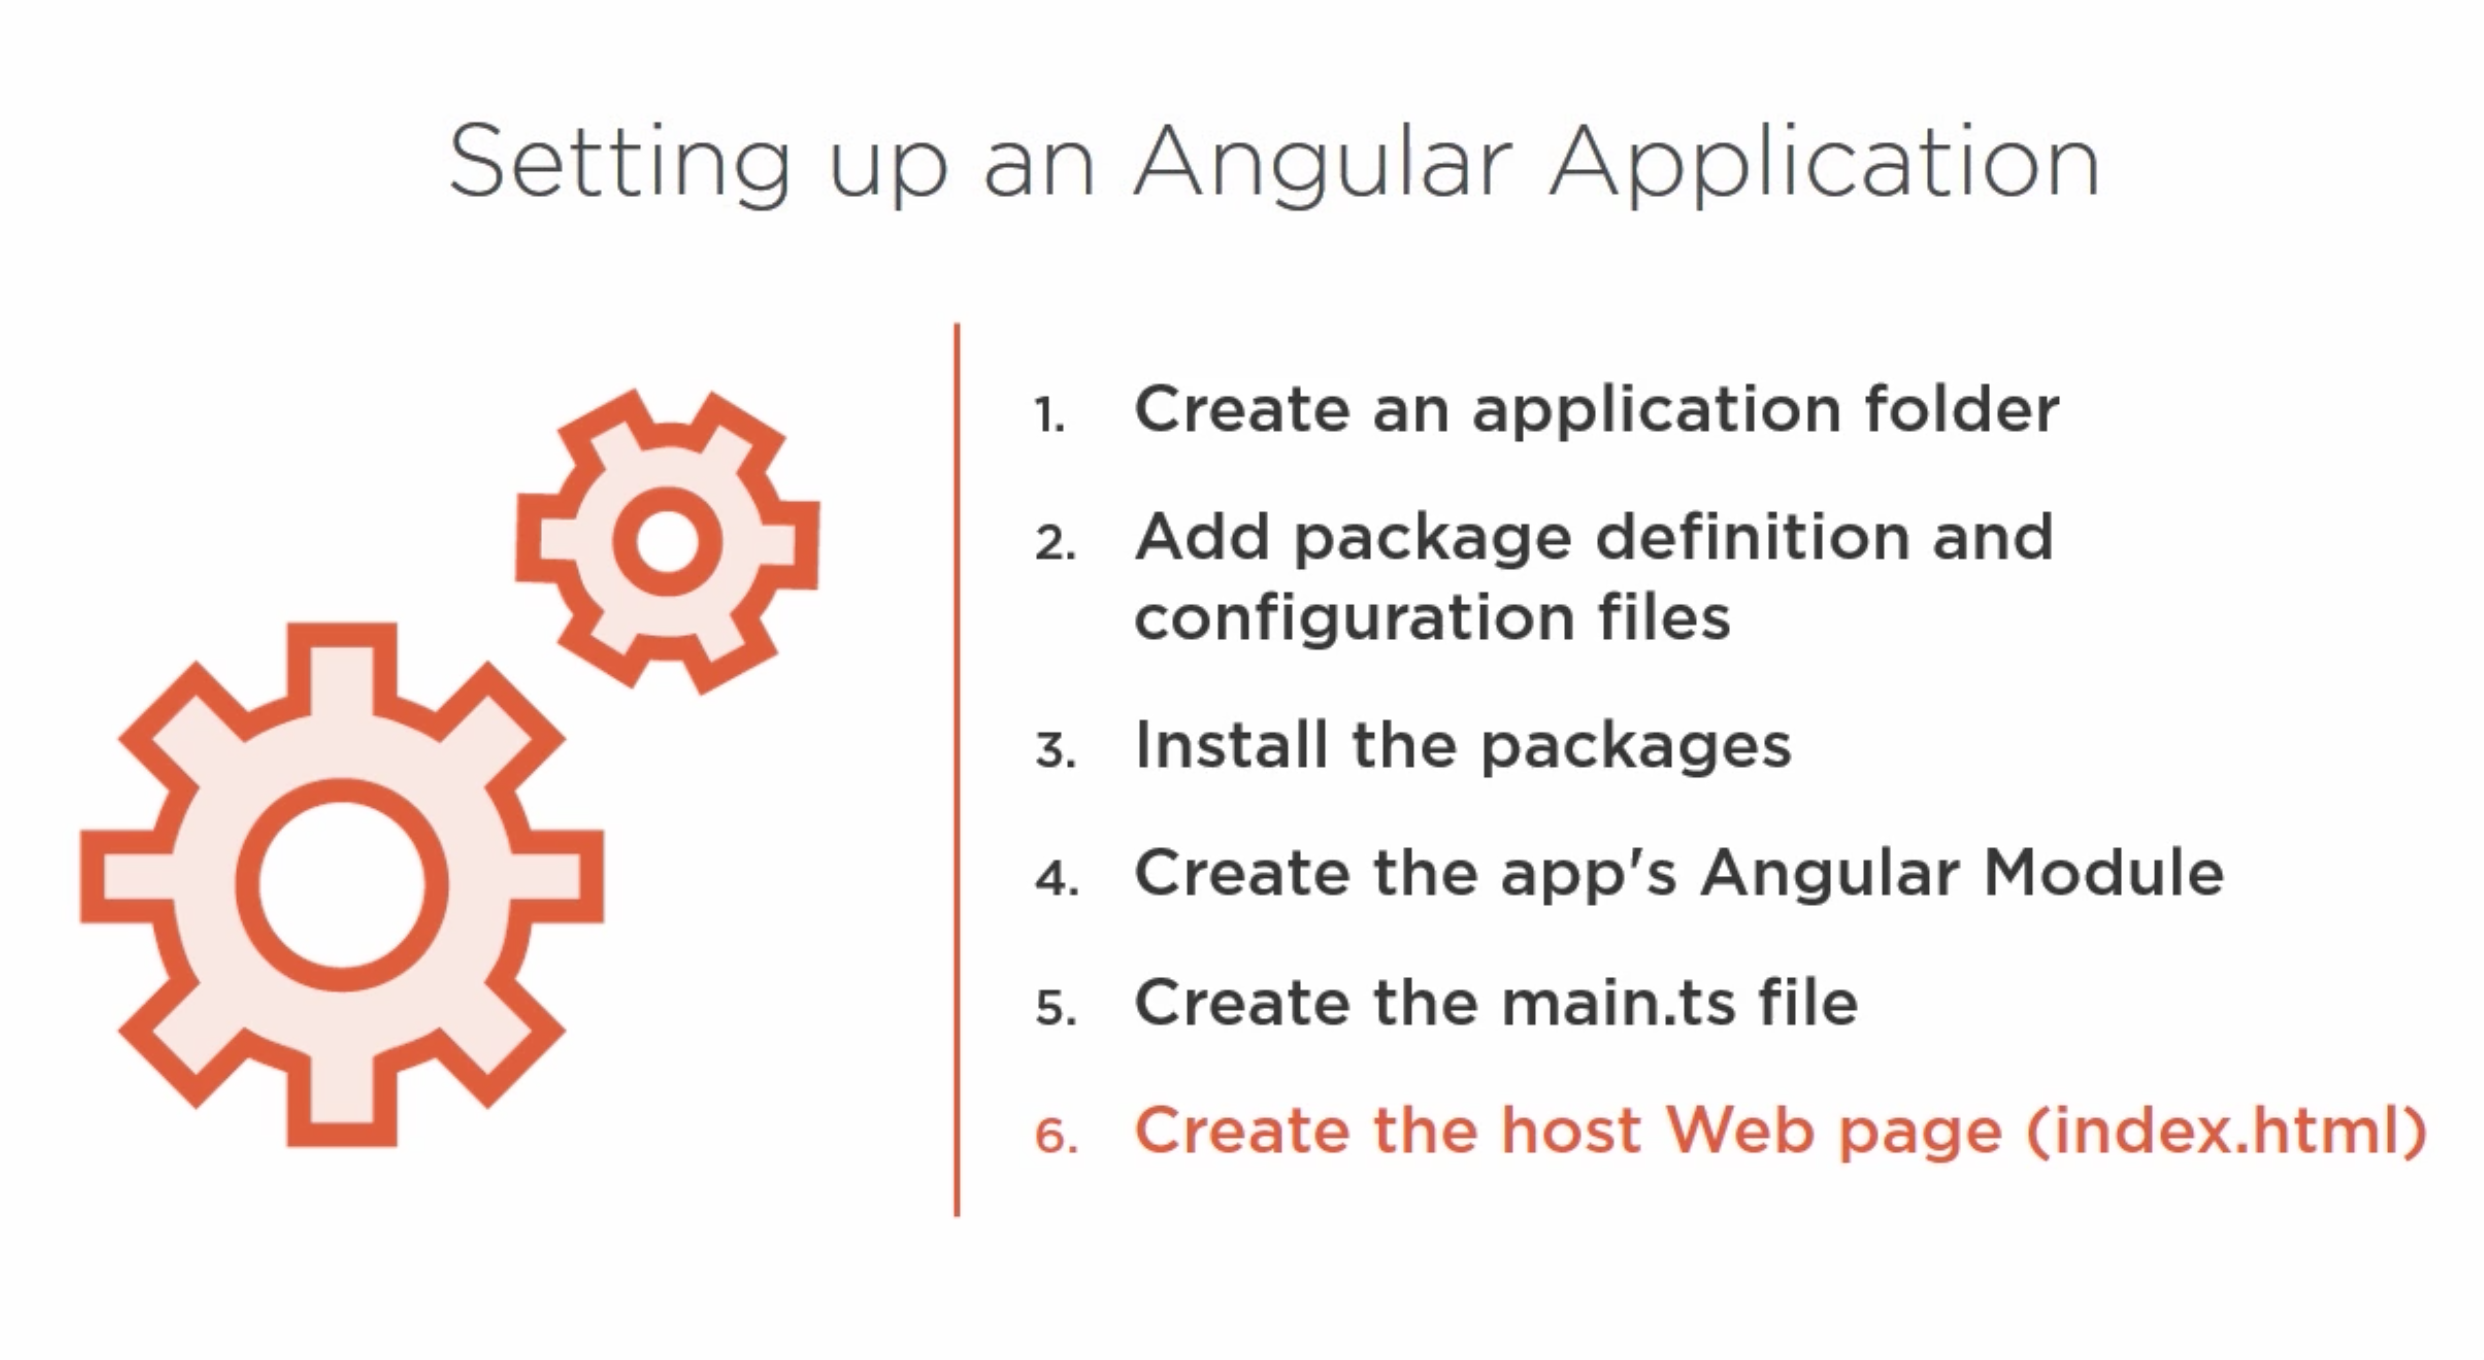 Setting up an Angular Application
1. Create an application folder
2. Add package definition and
configuration files
3. Install the packages
4. Create the app's Angular Module
5. Create the main.ts file
6. Create the host Web page (index.html)